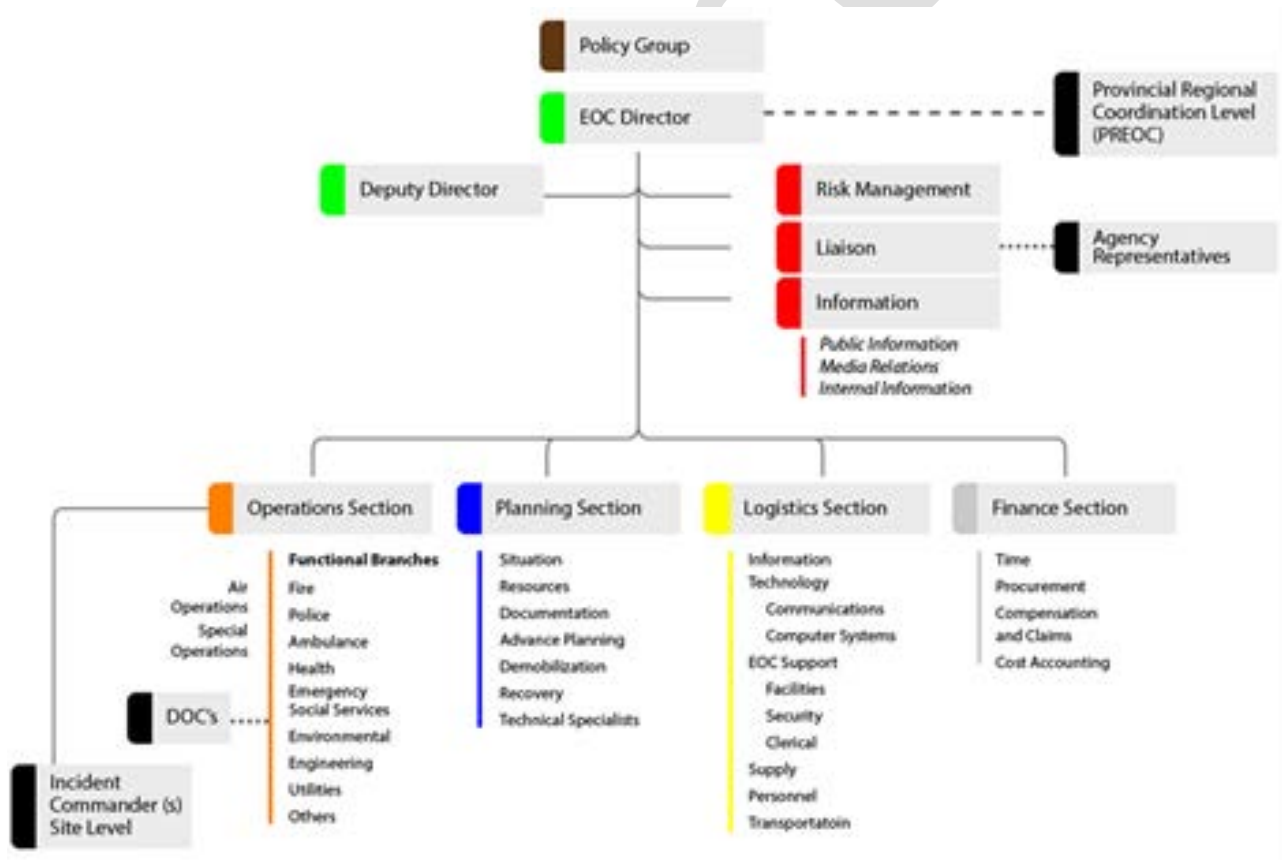 Policy Group
EOC Director
Provincial Regional
Coordination Level
(PREOC)
Deputy Director
Risk Management
Liaison
Agency
Representatives
Information
Public Information
Media Relations
Internal Information
Operations Section
Planning Section
Logistics Section
Finance Section
Functional Branches
Air
Operations
Special
Operations
Fire
Police
Ambulance
Health
Emergency
Social Services
Environmental
Engineering
Utilities
Others
DOC's
Incident
Commander (s)
Site Level
Situation
Resources
Documentation
Advance Planning
Demobilization
Recovery
Technical Specialists
Information
Technology
Communications
Computer Systems
EOC Support
Facilities
Security
Clerical
Supply
Personnel
Transportatoin
Time
Procurement
Compensation
and Claims
Cost Accounting